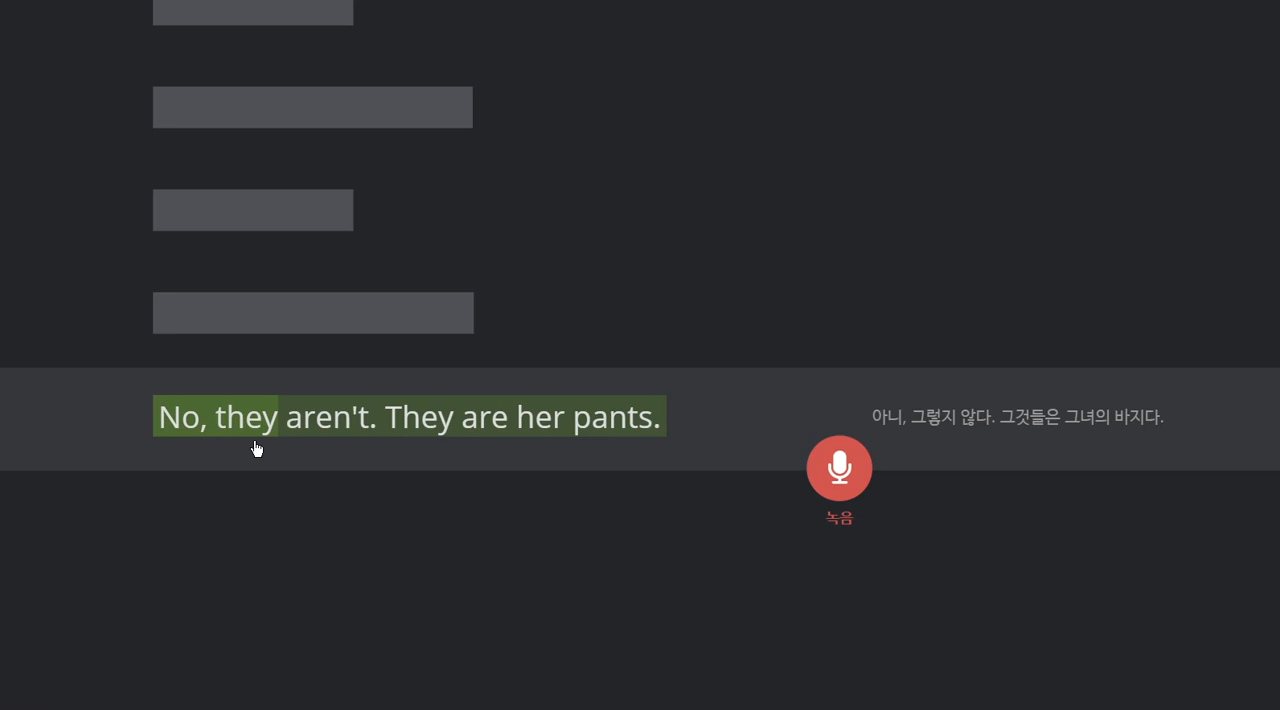 No, they aren't. They are her pants.
아니, 그렇지 않다. 그것들은 그녀의 바지다.
녹음